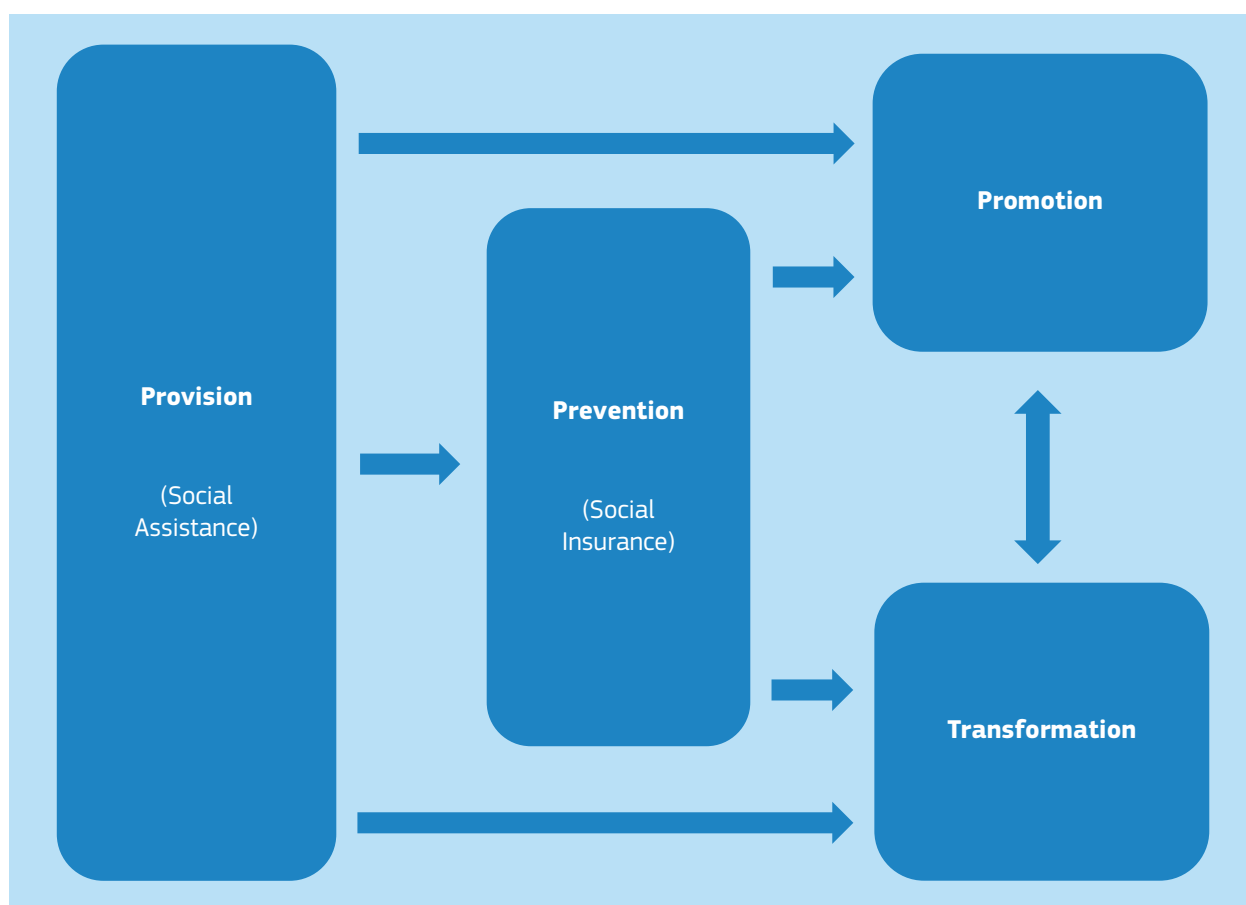 Provision
(Social
Assistance)
Prevention
(Social
Insurance)
Promotion
Transformation